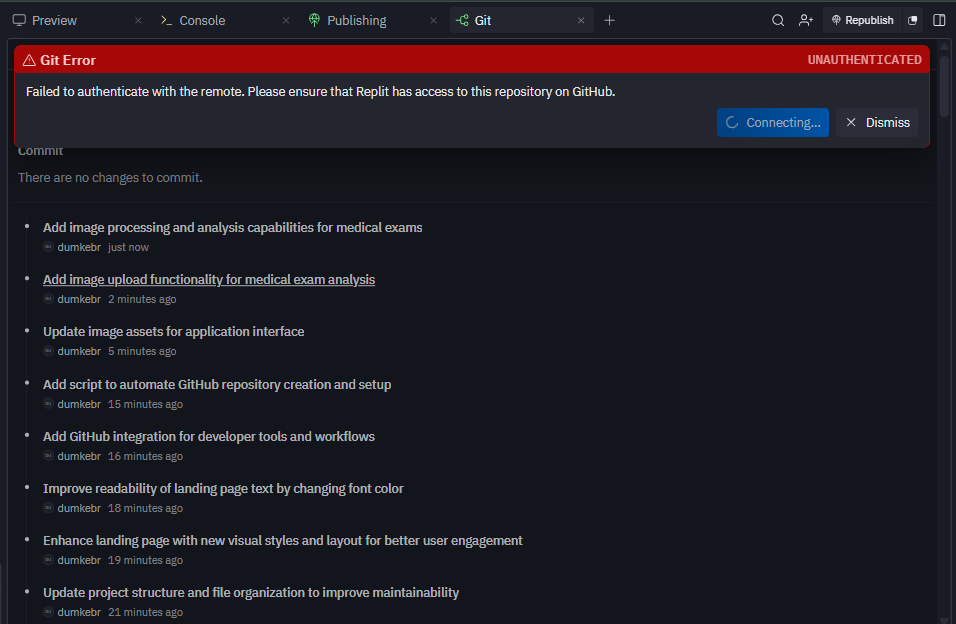 Preview
Console
Publishing
Git
Republish
Git Error
UNAUTHENTICATED
Failed to authenticate with the remote. Please ensure that Replit has access to this repository on GitHub.
Connecting...
Dismiss
Commit
There are no changes to commit.
Add image processing and analysis capabilities for medical exams
dumkebr just now
Add image upload functionality for medical exam analysis
dumkebr 2 minutes ago
Update image assets for application interface
dumkebr 5 minutes ago
Add script to automate GitHub repository creation and setup
dumkebr 15 minutes ago
Add GitHub integration for developer tools and workflows
dumkebr 16 minutes ago
Improve readability of landing page text by changing font color
dumkebr 18 minutes ago
Enhance landing page with new visual styles and layout for better user engagement
dumkebr 19 minutes ago
Update project structure and file organization to improve maintainability
dumkebr 21 minutes ago